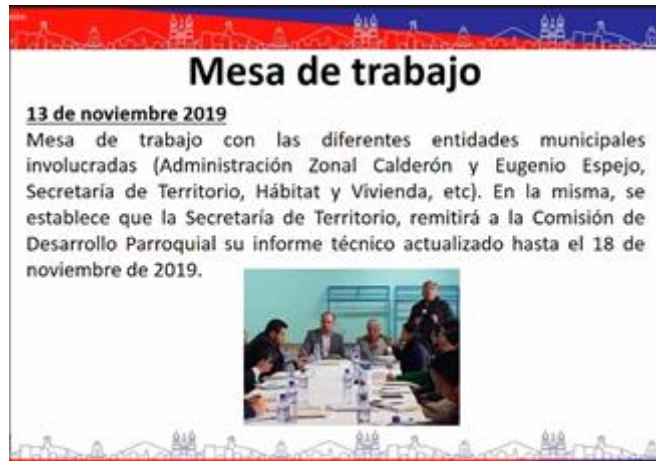 Mesa de trabajo
13 de noviembre 2019
Mesa de trabajo con las diferentes entidades municipales
involucradas (Administración Zonal Calderón y Eugenio Espejo,
Secretaría de Territorio, Hábitat y Vivienda, etc). En la misma, se
establece que la Secretaría de Territorio, remitirá a la Comisión de
Desarrollo Parroquial su informe técnico actualizado hasta el 18 de
noviembre de 2019.